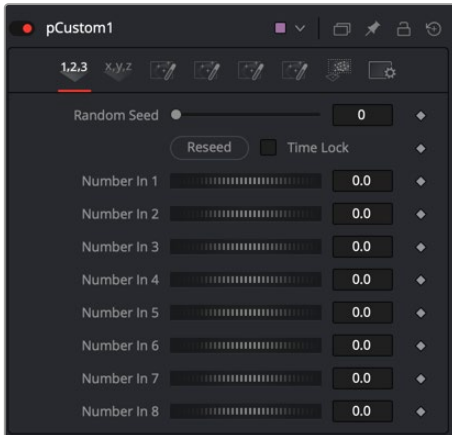 pCustom1
1,2,3 x,y,z
Random Seed 0
Reseed Time Lock
Number In 1 0.0
Number In 2 0.0
Number In 3 0.0
Number In 4 0.0
Number In 5 0.0
Number In 6 0.0
Number In 7 0.0
Number In 8 0.0